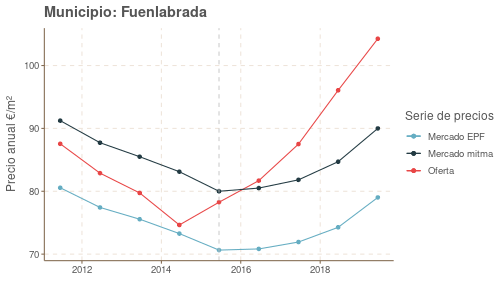 Municipio: Fuenlabrada
Precio anual €/m²
100
90
80
70
2012
2014
2016
2018
Serie de precios
Mercado EPF
Mercado mitma
Oferta